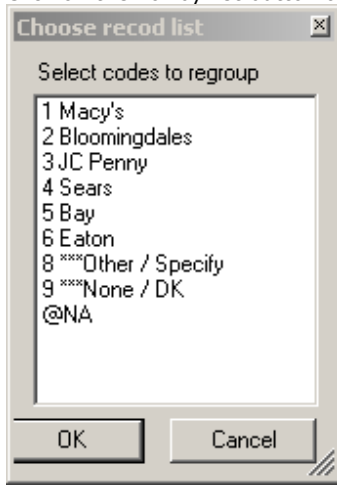 Choose recod list
Select codes to regroup
1 Macy's
2 Bloomingdales
3 JC Penny
4 Sears
5 Bay
6 Eaton
8 ***Other / Specify
9 ***None / DK
@NA
OK Cancel